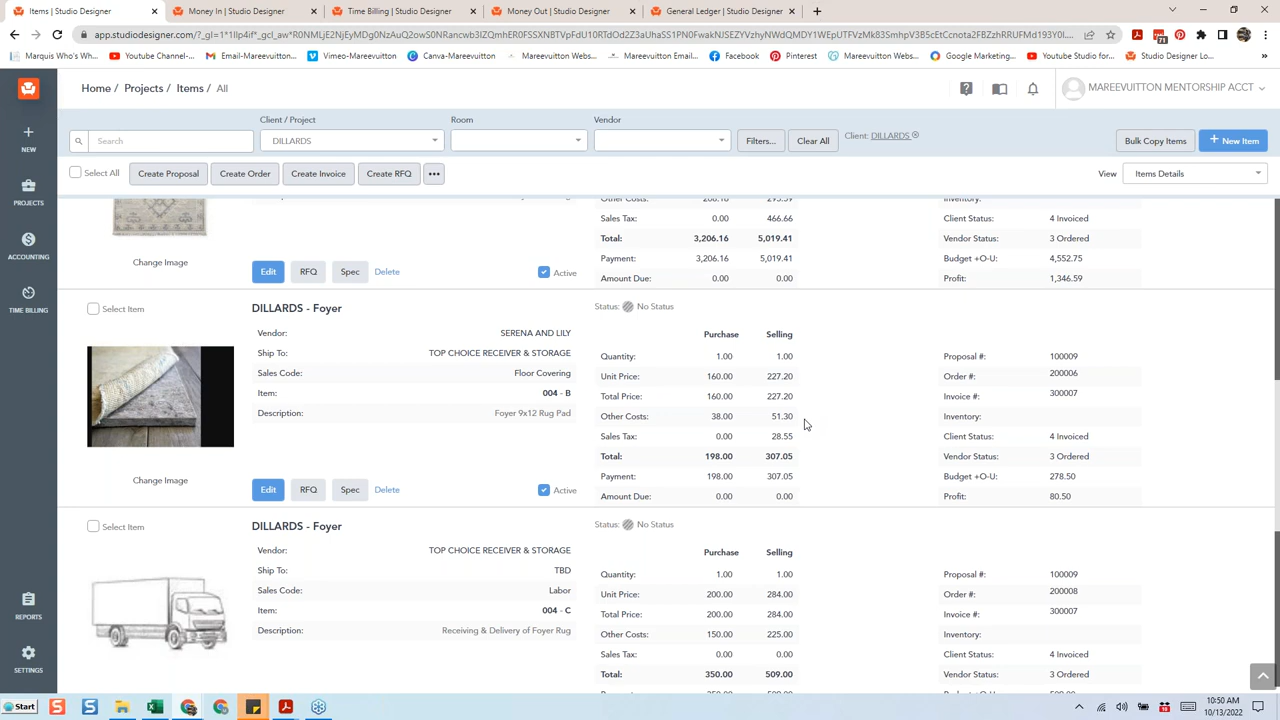 Items | Studio Designer
Money In | Studio Designer
Time Billing | Studio Designer
Money Out | Studio Designer
General Ledger | Studio Designer
Marquis Who's Who...
Youtube Channel-...
Email-Mareevuitton...
Vimeo-Mareevuitton
Canva-Mareevuitton
Mareevuitton Webs...
Mareevuitton Email...
Facebook
Pinterest
Mareevuitton Webs...
Google Marketing...
Youtube Studio for...
Studio Designer Lo...
Home / Projects / Items / All
MAREEVUITTON MENTORSHIP ACCT
NEW
PROJECTS
ACCOUNTING
TIME BILLING
REPORTS
SETTINGS
Client / Project
Room
Vendor
Search
DILLARDS
Filters...
Clear All
Client: DILLARDS
Bulk Copy Items
New Item
Select All
Create Proposal
Create Order
Create Invoice
Create RFQ
View
Items Details
Sales Tax: 0.00 466.66
Client Status: 4 Invoiced
Total: 3,206.16 5,019.41
Vendor Status: 3 Ordered
Payment: 3,206.16 5,019.41
Budget +O-U: 4,552.75
Amount Due: 0.00 0.00
Profit: 1,346.59
Change Image
Edit RFQ Spec Delete
Active
Select Item
DILLARDS - Foyer
Status: No Status
Vendor: SERENA AND LILY
Ship To: TOP CHOICE RECEIVER & STORAGE
Sales Code: Floor Covering
Item: 004 - B
Description: Foyer 9x12 Rug Pad
Purchase Selling
Quantity: 1.00 1.00
Unit Price: 160.00 227.20
Total Price: 160.00 227.20
Other Costs: 38.00 51.30
Sales Tax: 0.00 28.55
Total: 198.00 307.05
Payment: 198.00 307.05
Amount Due: 0.00 0.00
Proposal #: 100009
Order #: 200006
Invoice #: 300007
Inventory:
Client Status: 4 Invoiced
Vendor Status: 3 Ordered
Budget +O-U: 278.50
Profit: 80.50
Change Image
Edit RFQ Spec Delete
Active
Select Item
DILLARDS - Foyer
Status: No Status
Vendor: TOP CHOICE RECEIVER & STORAGE
Ship To: TBD
Sales Code: Labor
Item: 004 - C
Description: Receiving & Delivery of Foyer Rug
Purchase Selling
Quantity: 1.00 1.00
Unit Price: 200.00 284.00
Total Price: 200.00 284.00
Other Costs: 150.00 225.00
Sales Tax: 0.00 0.00
Total: 350.00 509.00
Proposal #: 100009
Order #: 200008
Invoice #: 300007
Inventory:
Client Status: 4 Invoiced
Vendor Status: 3 Ordered
Start
10:50 AM
10/13/2022